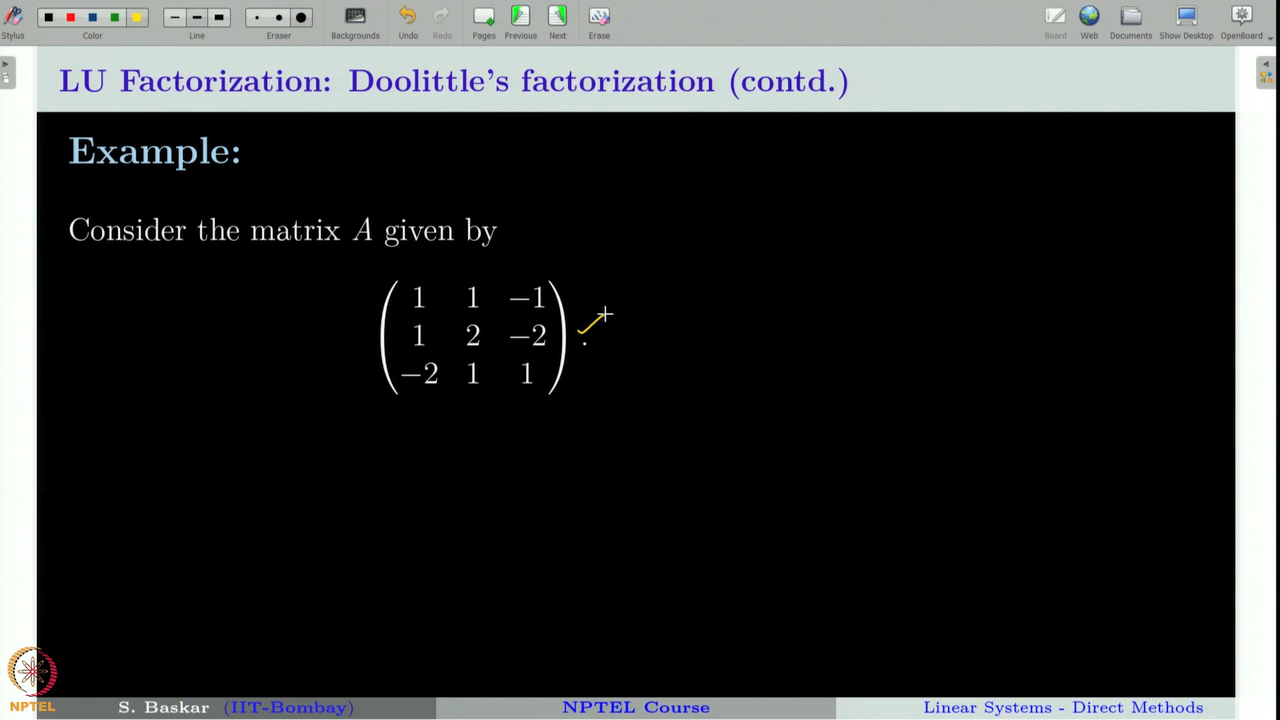 Stylus Color Line Eraser Backgrounds Undo Redo Pages Previous Next Erase Board Web Documents Show Desktop OpenBoard
LU Factorization: Doolittle's factorization (contd.)
Example:
Consider the matrix A given by
1 1 −1
1 2 −2
−2 1 1 .
NPTEL
S. Baskar (IIT-Bombay) NPTEL Course Linear Systems - Direct Methods